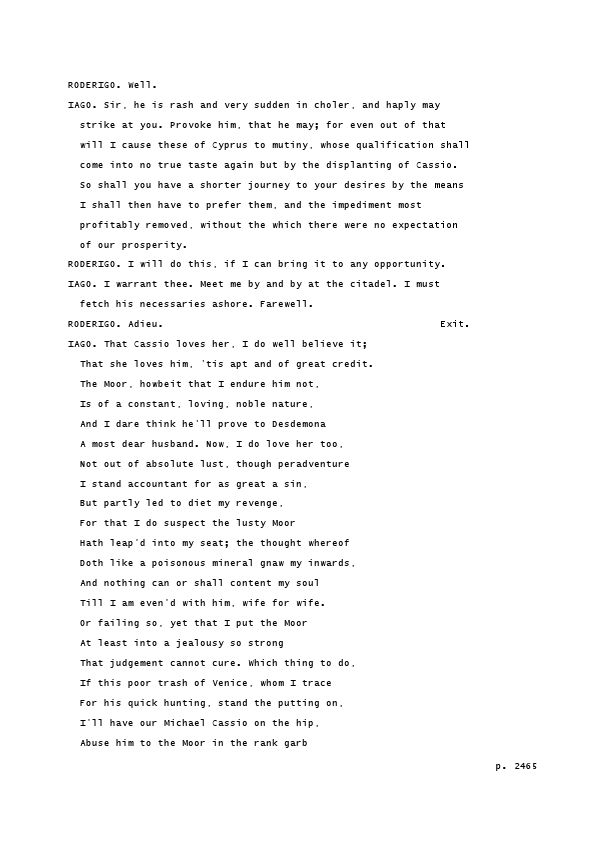 RODERIGO. Well.
IAGO. Sir, he is rash and very sudden in choler, and haply may
strike at you. Provoke him, that he may; for even out of that
will I cause these of Cyprus to mutiny, whose qualification shall
come into no true taste again but by the displanting of Cassio.
So shall you have a shorter journey to your desires by the means
I shall then have to prefer them, and the impediment most
profitably removed, without the which there were no expectation
of our prosperity.
RODERIGO. I will do this, if I can bring it to any opportunity.
IAGO. I warrant thee. Meet me by and by at the citadel. I must
fetch his necessaries ashore. Farewell.
RODERIGO. Adieu. Exit.
IAGO. That Cassio loves her, I do well believe it;
That she loves him, 'tis apt and of great credit.
The Moor, howbeit that I endure him not,
Is of a constant, loving, noble nature,
And I dare think he'll prove to Desdemona
A most dear husband. Now, I do love her too,
Not out of absolute lust, though peradventure
I stand accountant for as great a sin,
But partly led to diet my revenge,
For that I do suspect the lusty Moor
Hath leap'd into my seat; the thought whereof
Doth like a poisonous mineral gnaw my inwards,
And nothing can or shall content my soul
Till I am even'd with him, wife for wife.
Or failing so, yet that I put the Moor
At least into a jealousy so strong
That judgement cannot cure. Which thing to do,
If this poor trash of Venice, whom I trace
For his quick hunting, stand the putting on,
I'll have our Michael Cassio on the hip,
Abuse him to the Moor in the rank garb
p. 2465